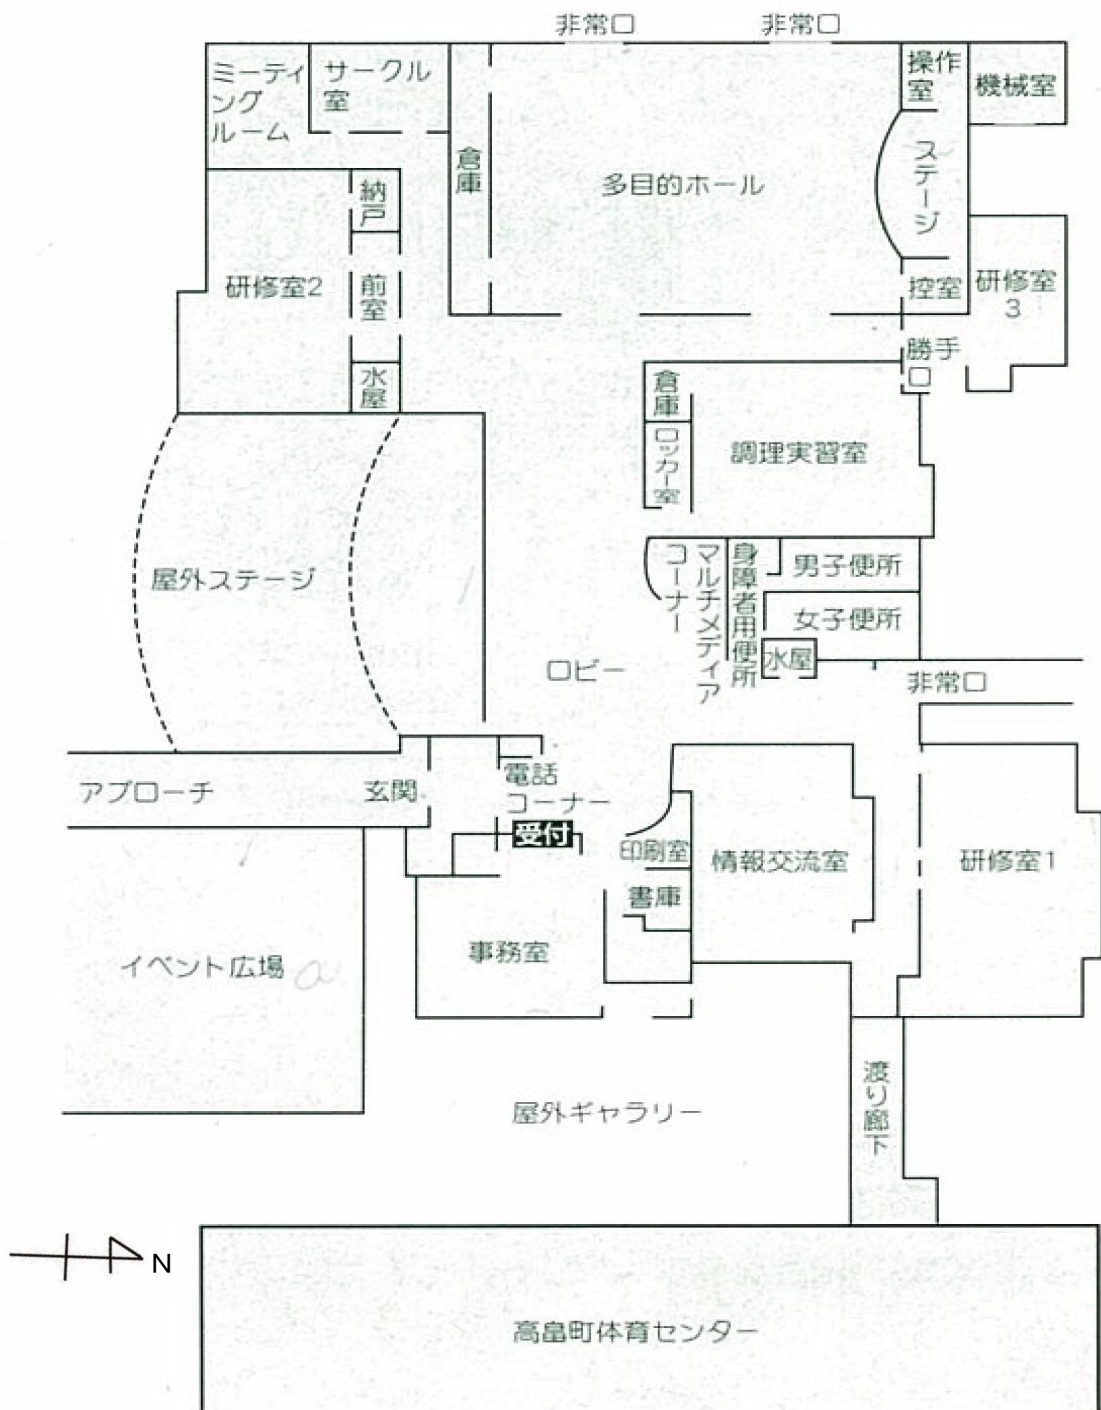 非常口
非常口
ミーティ
ング
ルーム
サークル
室
倉庫
多目的ホール
操作
室
機械室
ステージ
納戸
研修室2
前室
控室
研修室
3
勝手
口
水屋
倉庫
ロッカー室
調理実習室
屋外ステージ
マルチメディア
コーナー
身障者用便所
男子便所
女子便所
水屋
ロビー
非常口
アプローチ
玄関
電話
コーナー
受付
印刷室
情報交流室
研修室1
書庫
事務室
イベント広場
屋外ギャラリー
渡り廊下
N
高畠町体育センター